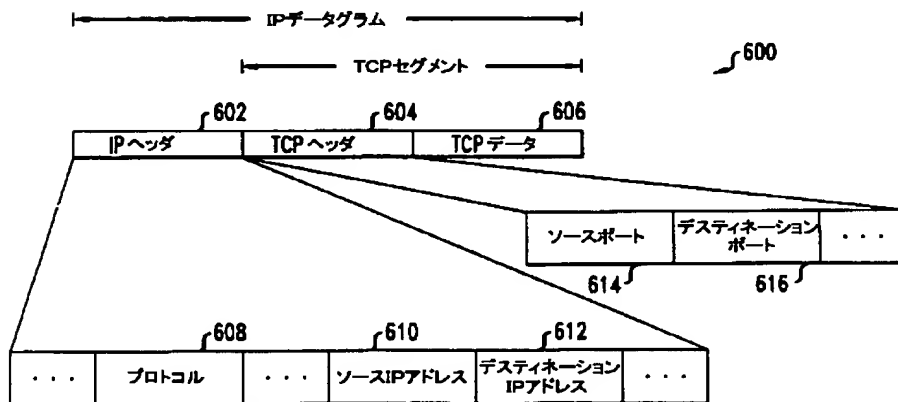 IPデータグラム
TCPセグメント
600
602
604
606
IPヘッダ
TCPヘッダ
TCPデータ
ソースポート
デスティネーション
ポート
・・・
614
616
608
610
612
・・・
プロトコル
・・・
ソースIPアドレス
デスティネーション
IPアドレス
・・・